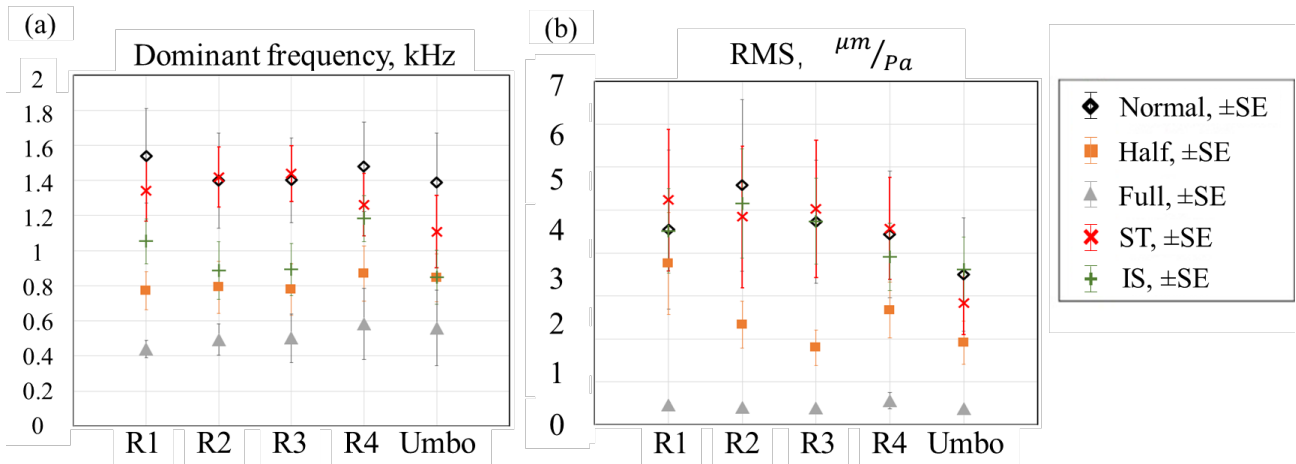 (a)
Dominant frequency, kHz
2
1.8
1.6
1.4
1.2
1
0.8
0.6
0.4
0.2
0
R1 R2 R3 R4 Umbo
(b)
RMS, μm/Pa
7
6
5
4
3
2
1
0
R1 R2 R3 R4 Umbo
Normal, ±SE
Half, ±SE
Full, ±SE
ST, ±SE
IS, ±SE